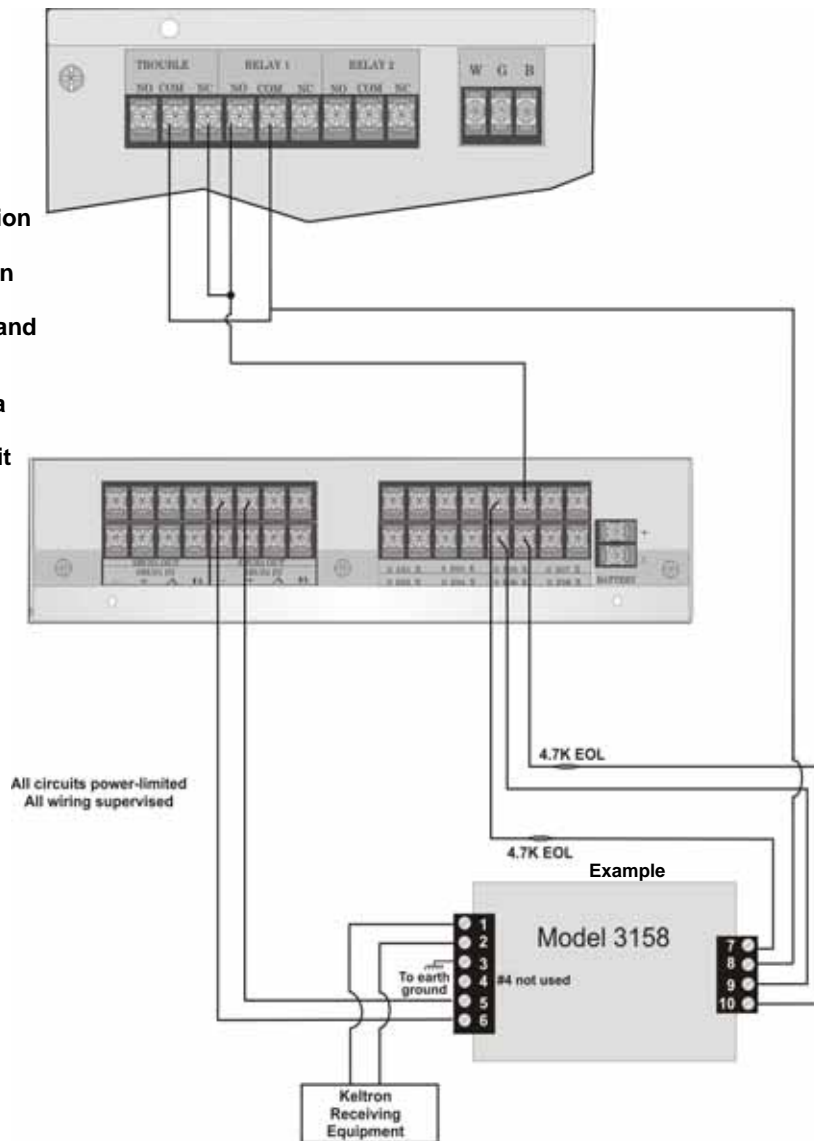 TROUBLE RELAY 1 RELAY 2
W G B
NO COM NC NO COM NC NO COM NC
ion
n
and
a
it
+
BATTERY
4.7K EOL
All circuits power-limited
All wiring supervised
4.7K EOL
Example
Model 3158
1
2
3
4
5
6
7
8
9
10
To earth
ground
#4 not used
Keltron
Receiving
Equipment